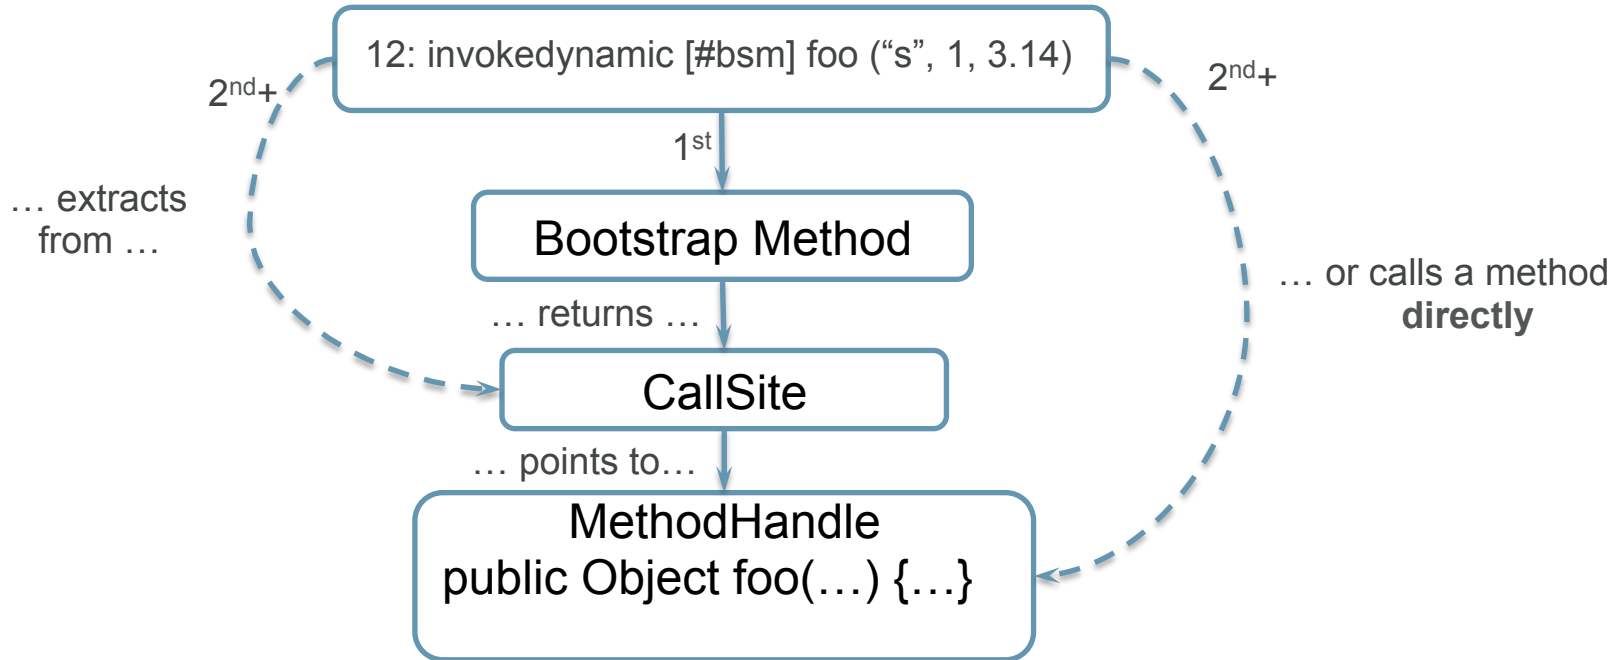 12: invokedynamic [#bsm] foo (“s”, 1, 3.14)
2nd+
2nd+
1st
… extracts
from …
Bootstrap Method
… or calls a method
directly
… returns …
CallSite
… points to…
MethodHandle
public Object foo(…) {…}